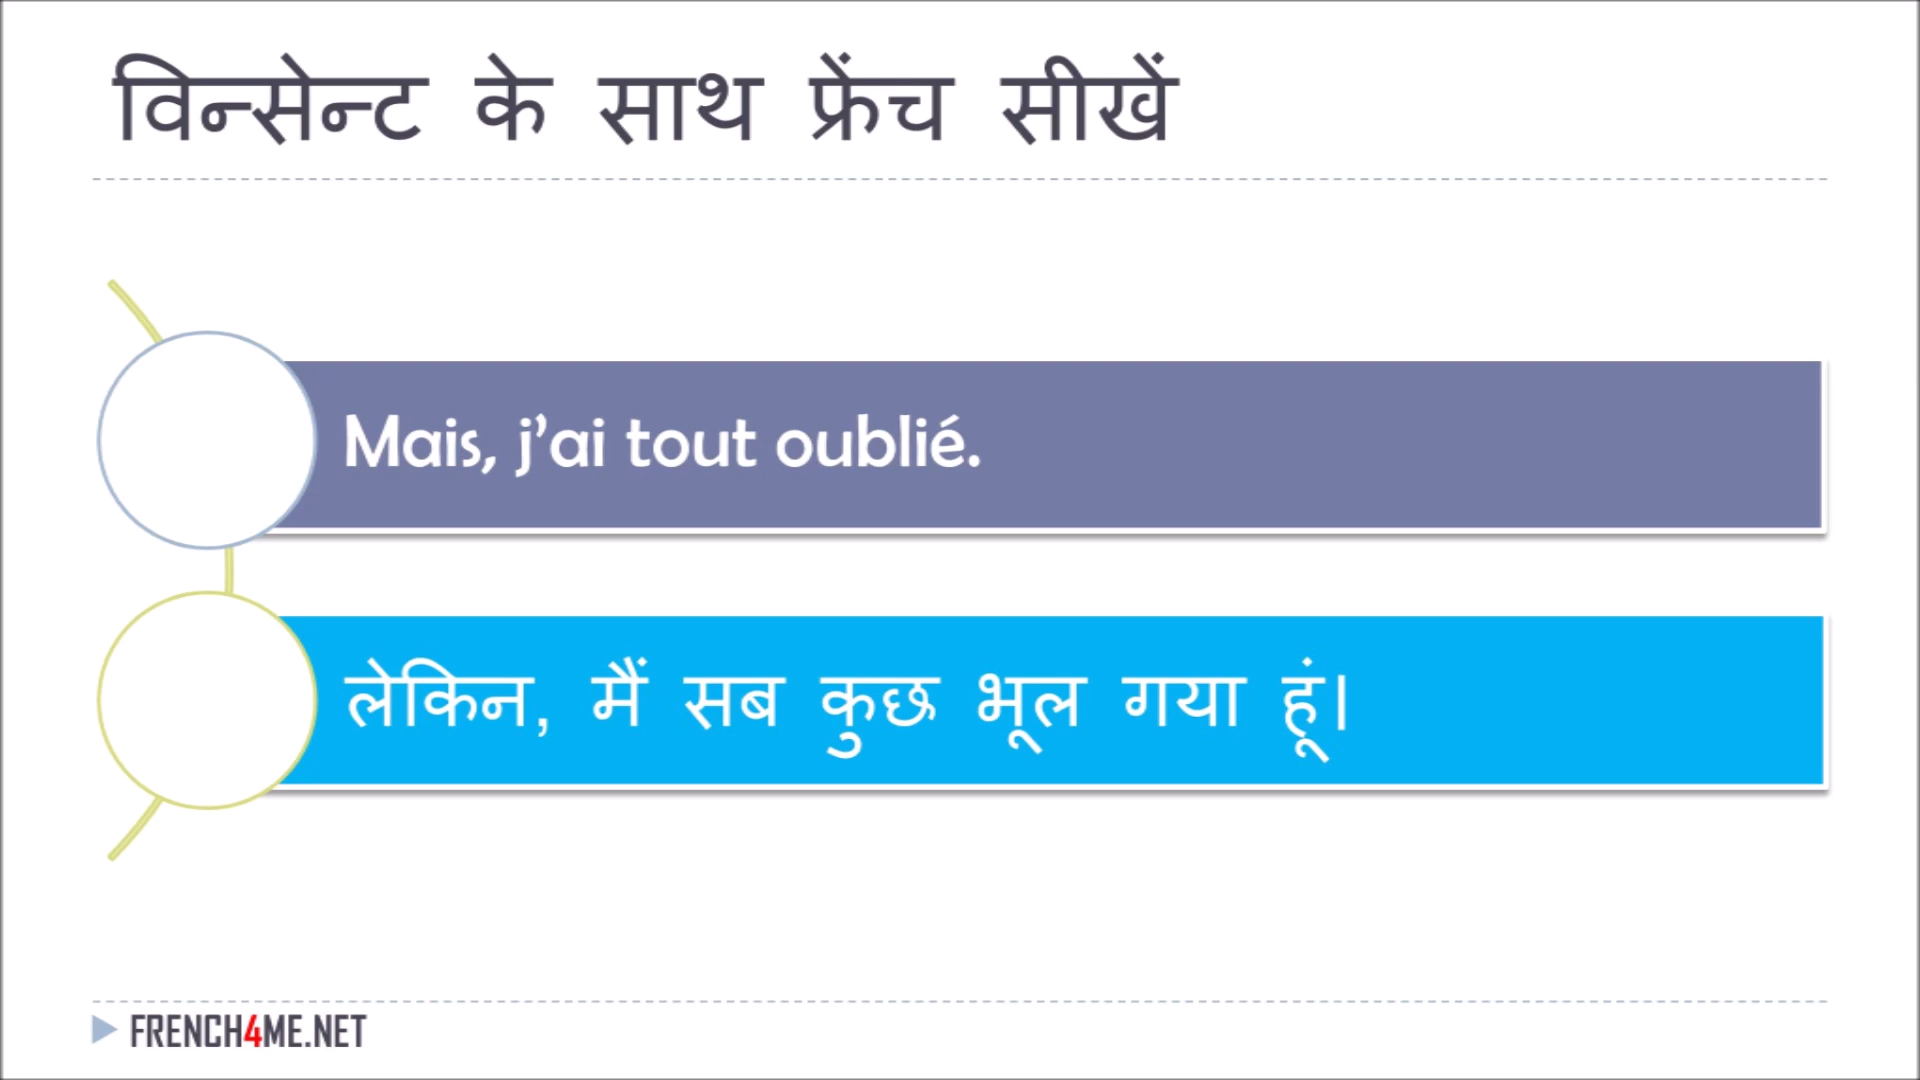 विन्सेन्ट के साथ फ्रेंच सीखें
Mais, j’ai tout oublié.
लेकिन, मैं सब कुछ भूल गया हूं।
FRENCH4ME.NET